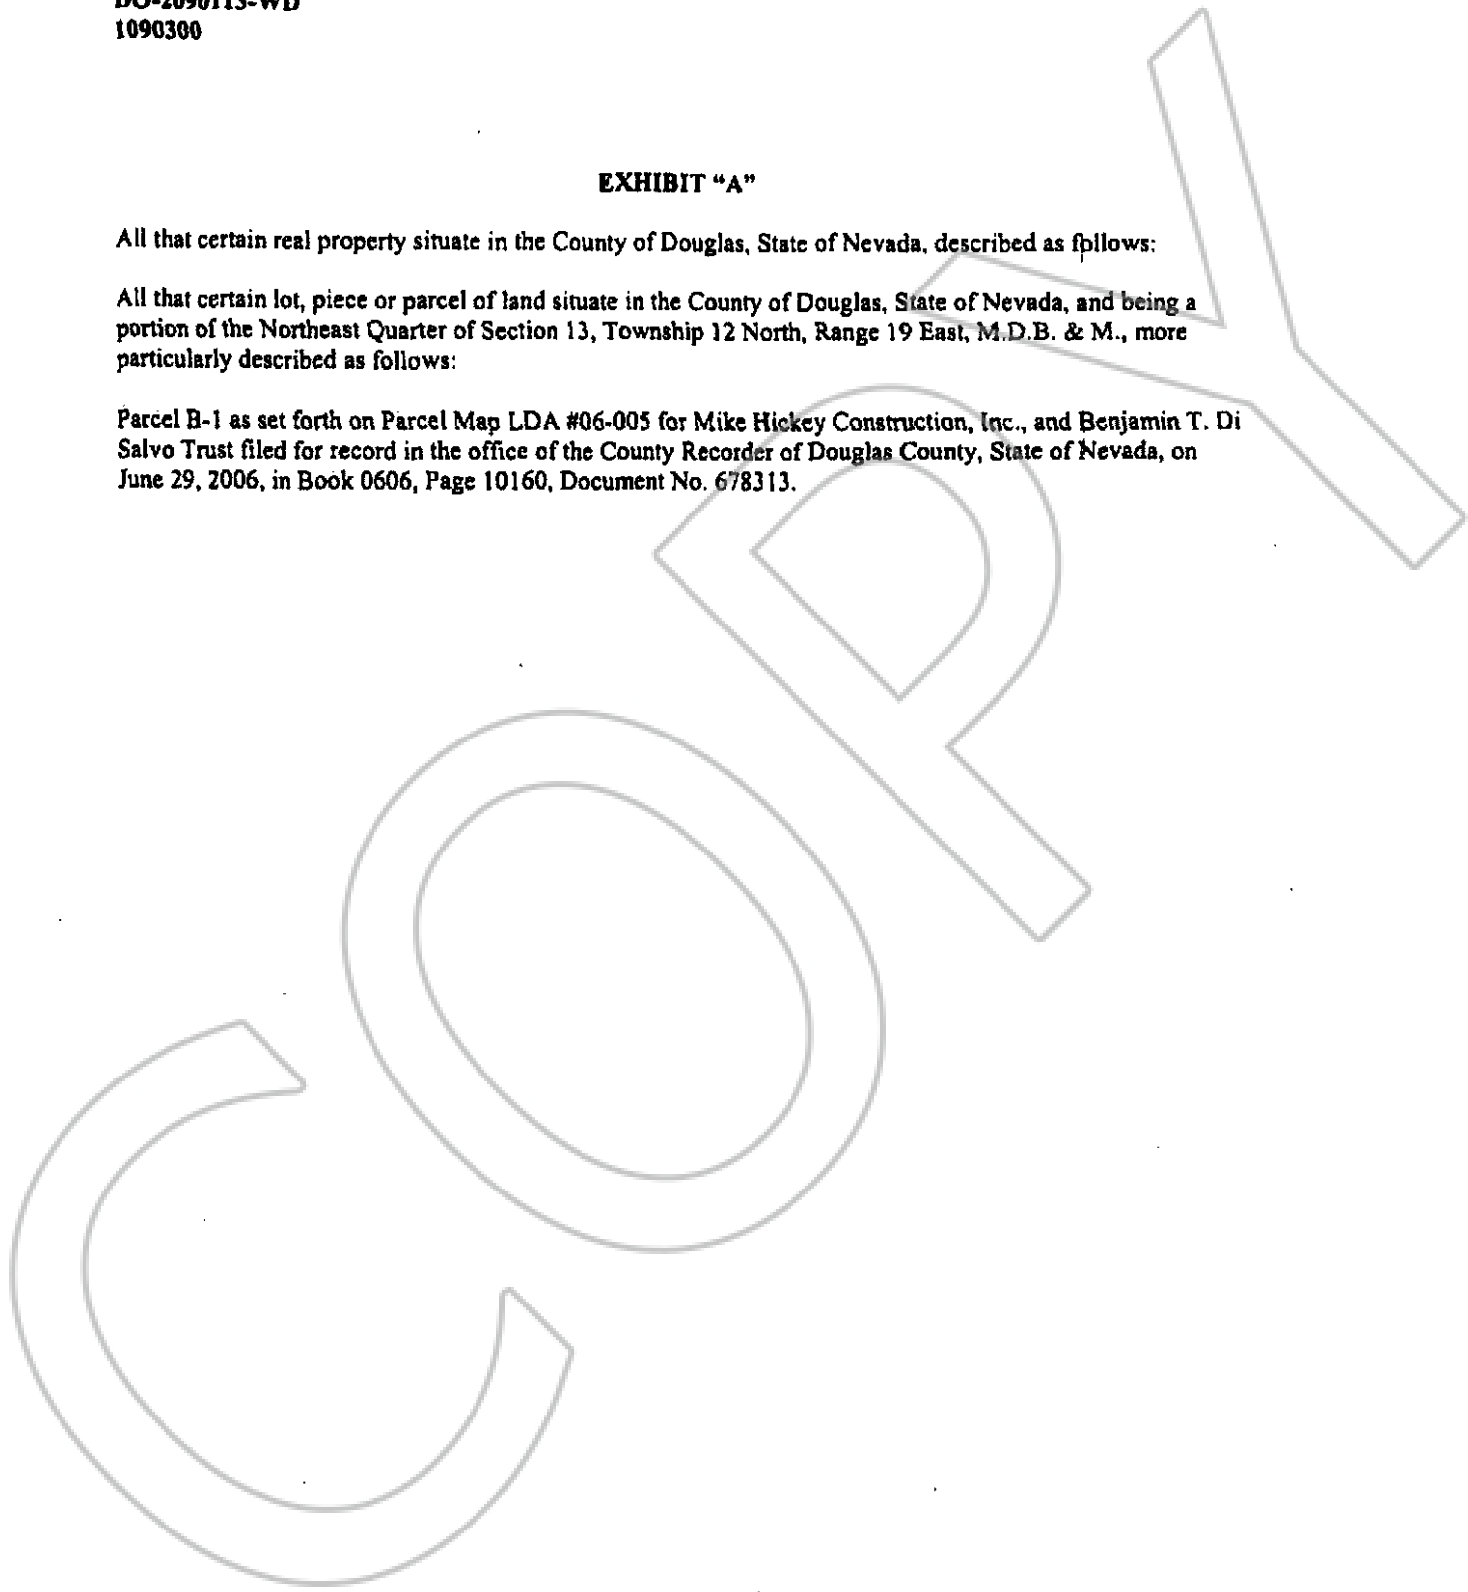 DO-2090113-WD
1090300
EXHIBIT “A”
All that certain real property situate in the County of Douglas, State of Nevada, described as follows:
All that certain lot, piece or parcel of land situate in the County of Douglas, State of Nevada, and being a
portion of the Northeast Quarter of Section 13, Township 12 North, Range 19 East, M.D.B. & M., more
particularly described as follows:
Parcel B-1 as set forth on Parcel Map LDA #06-005 for Mike Hickey Construction, Inc., and Benjamin T. Di
Salvo Trust filed for record in the office of the County Recorder of Douglas County, State of Nevada, on
June 29, 2006, in Book 0606, Page 10160, Document No. 678313.
COPY